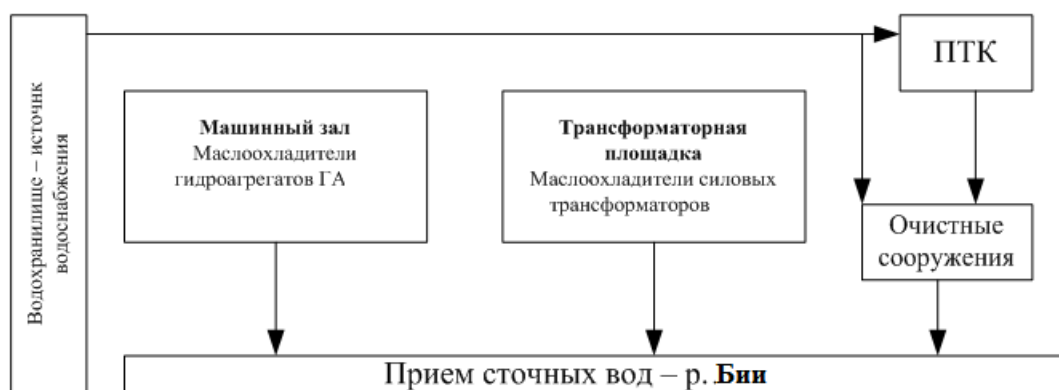 Водохранилище – источнк
водоснабжения
ПТК
Машинный зал
Маслоохладители
гидроагрегатов ГА
Трансформаторная
площадка
Маслоохладители силовых
трансформаторов
Очистные
сооружения
Прием сточных вод – р. Бии